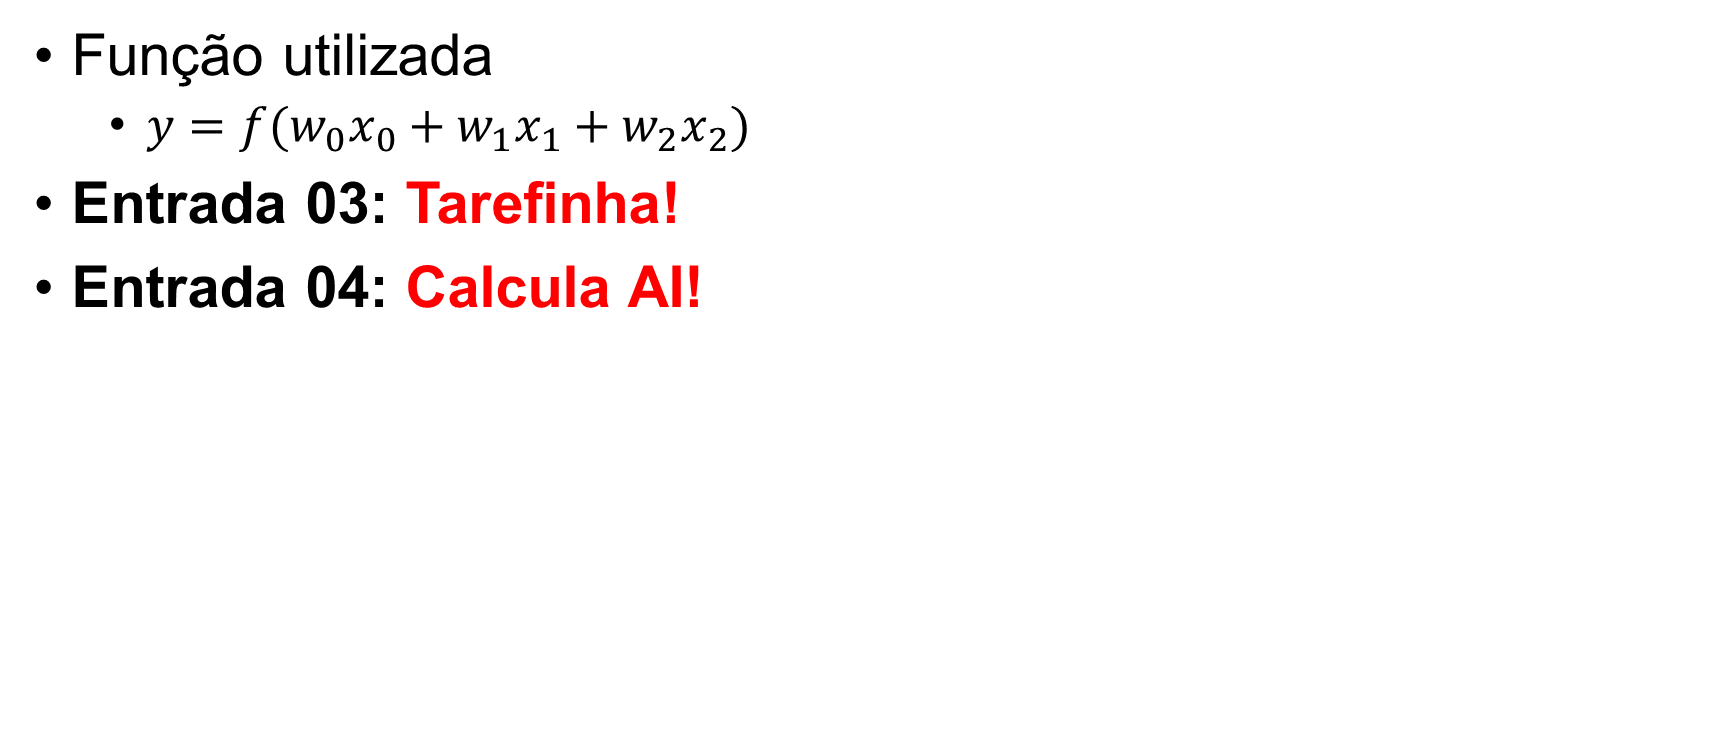 • Função utilizada
• y = f(w₀x₀ + w₁x₁ + w₂x₂)
• Entrada 03: Tarefinha!
• Entrada 04: Calcula AI!